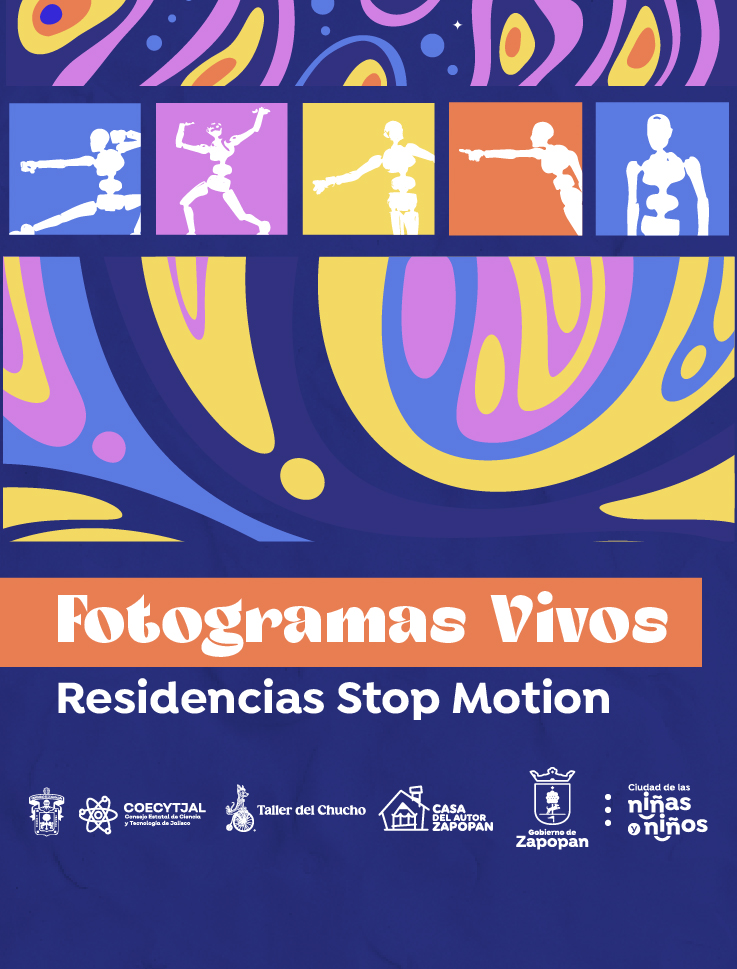 Fotogramas Vivos
Residencias Stop Motion
COECYTJAL
Consejo Estatal de Ciencia
y Tecnología de Jalisco
Taller del Chucho
CASA
DEL AUTOR
ZAPOPAN
Gobierno de
Zapopan
Ciudad de las
niñas
y niños